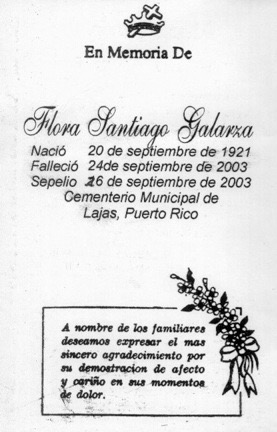 En Memoria De
Flora Santiago Galarza
Nació 20 de septiembre de 1921
Falleció 24de septiembre de 2003
Sepelio 26 de septiembre de 2003
Cementerio Municipal de
Lajas, Puerto Rico
A nombre de los familiares
deseamos expresar el mas
sincero agradecimiento por
su demostracion de afecto
y cariño en sus momentos
de dolor.